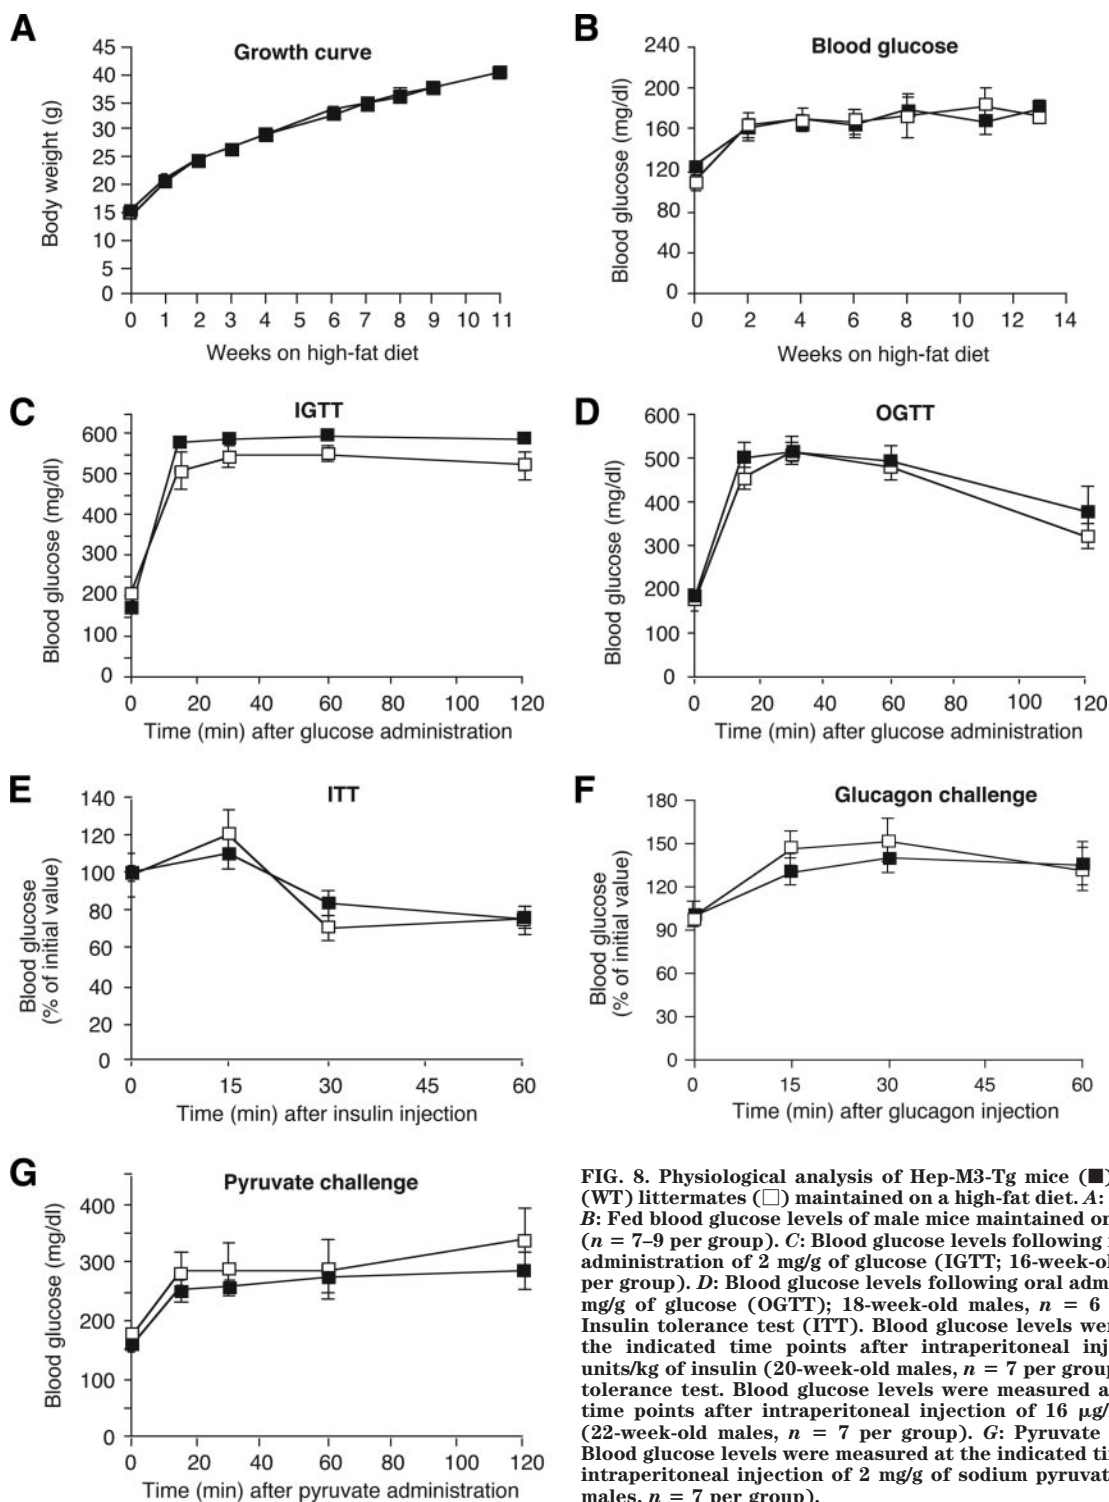 A
Growth curve
Body weight (g)
45
40
35
30
25
20
15
10
5
0
0 1 2 3 4 5 6 7 8 9 10 11
Weeks on high-fat diet
B
Blood glucose
Blood glucose (mg/dl)
240
200
160
120
80
40
0
0 2 4 6 8 10 12 14
Weeks on high-fat diet
C
IGTT
Blood glucose (mg/dl)
600
500
400
300
200
100
0
0 20 40 60 80 100 120
Time (min) after glucose administration
D
OGTT
Blood glucose (mg/dl)
600
500
400
300
200
100
0
0 20 40 60 80 100 120
Time (min) after glucose administration
E
ITT
Blood glucose
(% of initial value)
140
120
100
80
60
40
20
0
0 15 30 45 60
Time (min) after insulin injection
F
Glucagon challenge
Blood glucose
(% of initial value)
180
150
120
90
60
30
0
0 15 30 45 60
Time (min) after glucagon injection
G
Pyruvate challenge
Blood glucose (mg/dl)
400
300
200
100
0
0 20 40 60 80 100 120
Time (min) after pyruvate administration
FIG. 8. Physiological analysis of Hep-M3-Tg mice (■)
(WT) littermates (□) maintained on a high-fat diet. A:
B: Fed blood glucose levels of male mice maintained on
(n = 7–9 per group). C: Blood glucose levels following
administration of 2 mg/g of glucose (IGTT; 16-week-ol
per group). D: Blood glucose levels following oral adm
mg/g of glucose (OGTT); 18-week-old males, n = 6
Insulin tolerance test (ITT). Blood glucose levels wer
the indicated time points after intraperitoneal inj
units/kg of insulin (20-week-old males, n = 7 per group
tolerance test. Blood glucose levels were measured a
time points after intraperitoneal injection of 16 μg/
(22-week-old males, n = 7 per group). G: Pyruvate
Blood glucose levels were measured at the indicated ti
intraperitoneal injection of 2 mg/g of sodium pyruvat
males, n = 7 per group).